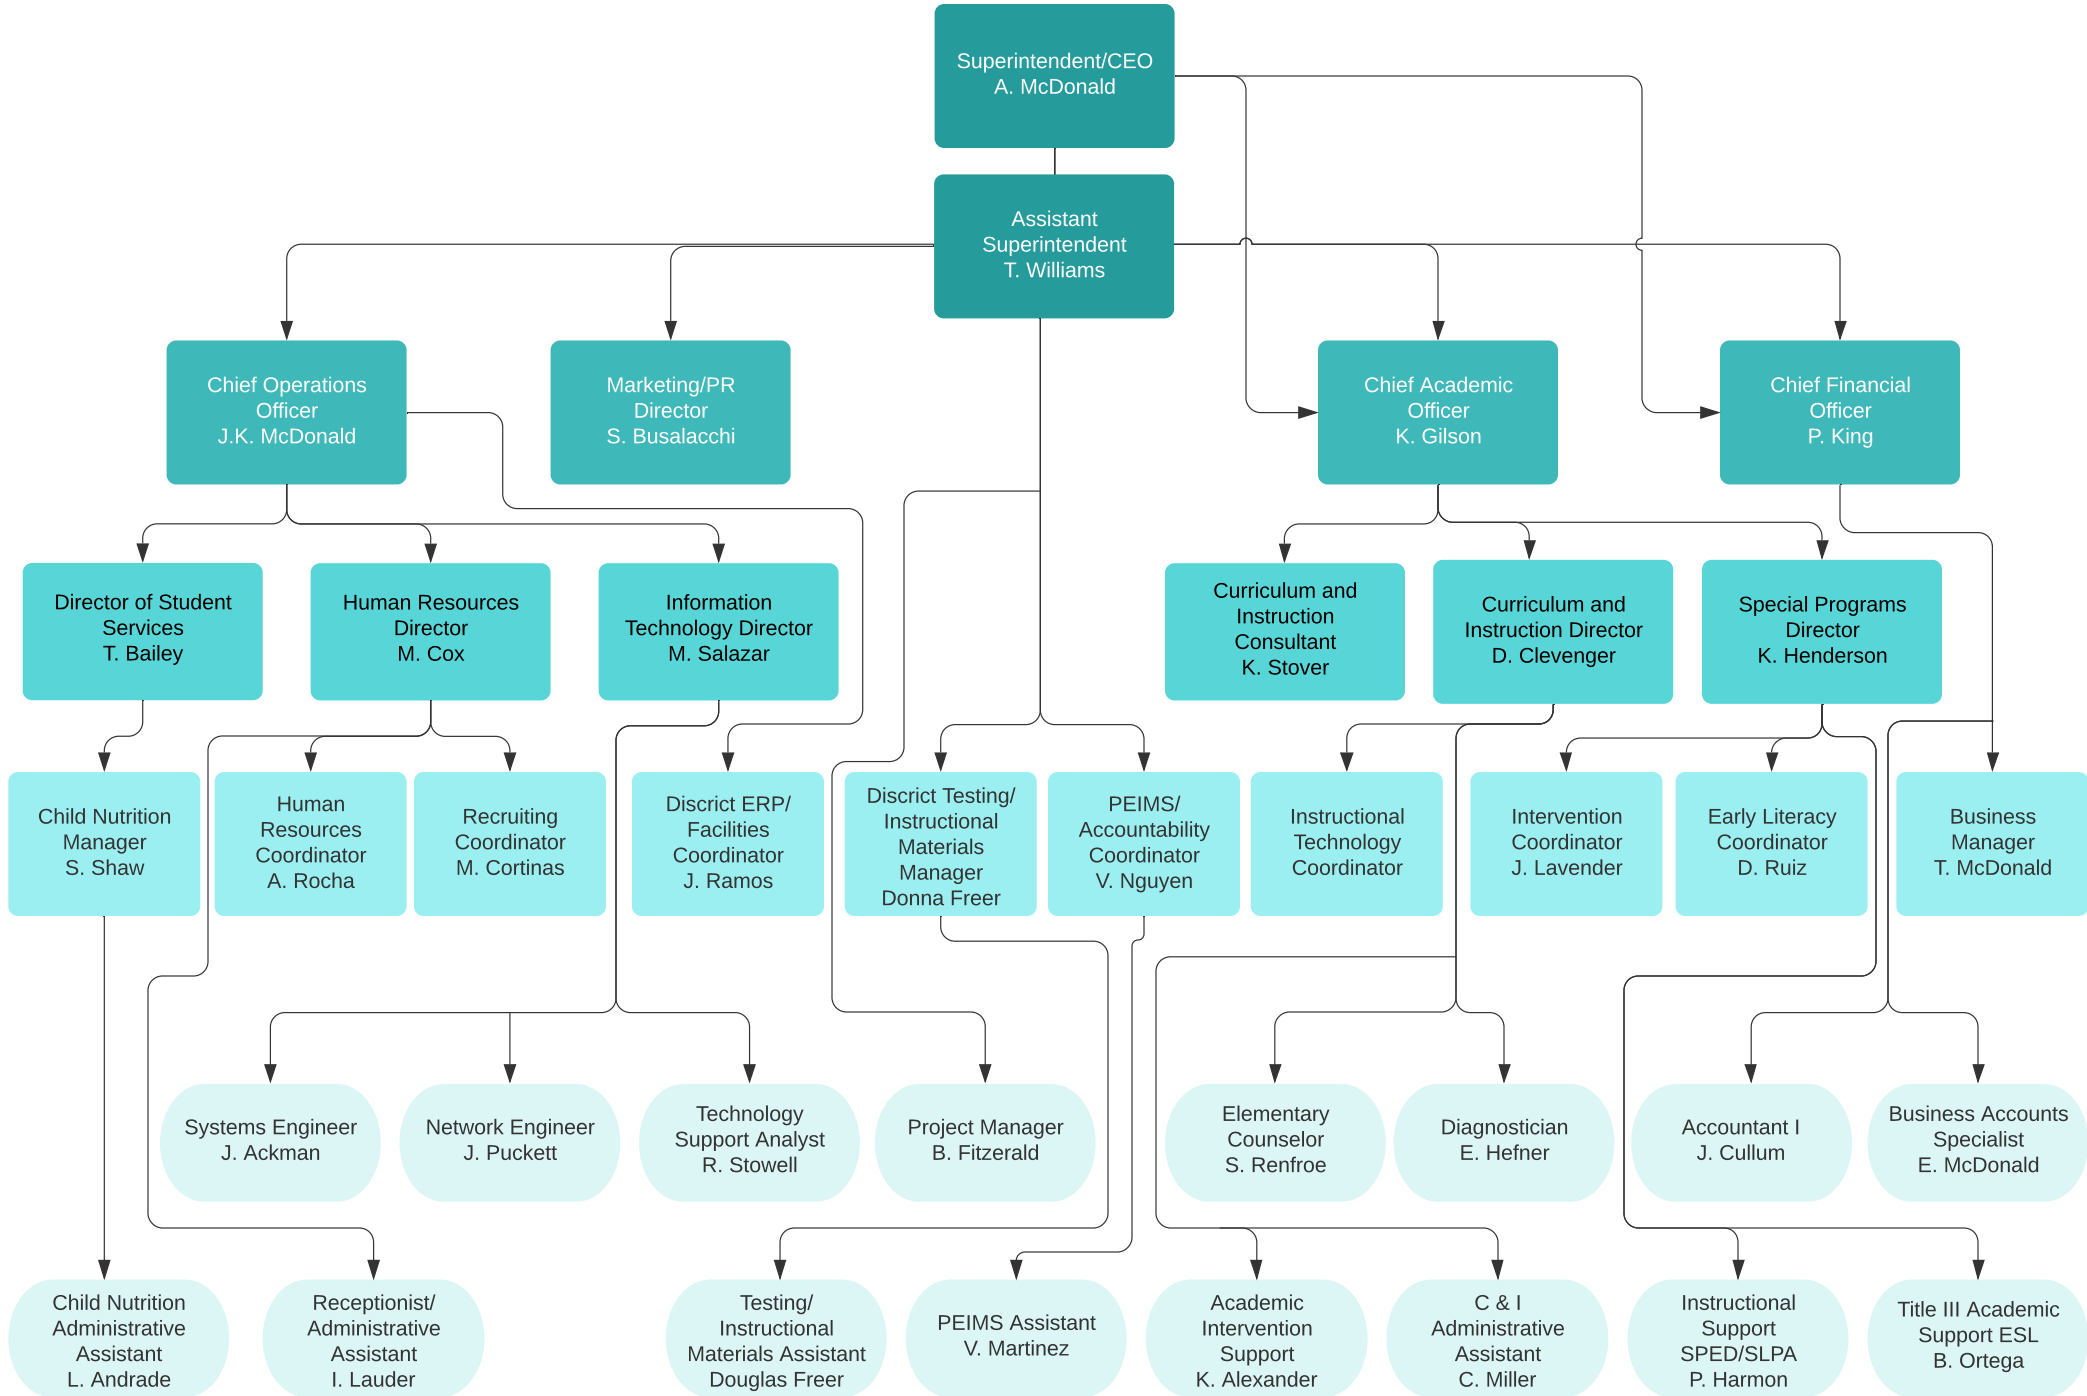 Superintendent/CEO
A. McDonald
Assistant
Superintendent
T. Williams
Chief Operations
Officer
J.K. McDonald
Marketing/PR
Director
S. Busalacchi
Chief Academic
Officer
K. Gilson
Chief Financial
Officer
P. King
Director of Student
Services
T. Bailey
Human Resources
Director
M. Cox
Information
Technology Director
M. Salazar
Curriculum and
Instruction
Consultant
K. Stover
Curriculum and
Instruction Director
D. Clevenger
Special Programs
Director
K. Henderson
Child Nutrition
Manager
S. Shaw
Human
Resources
Coordinator
A. Rocha
Recruiting
Coordinator
M. Cortinas
Discrict ERP/
Facilities
Coordinator
J. Ramos
Discrict Testing/
Instructional
Materials
Manager
Donna Freer
PEIMS/
Accountability
Coordinator
V. Nguyen
Instructional
Technology
Coordinator
Intervention
Coordinator
J. Lavender
Early Literacy
Coordinator
D. Ruiz
Business
Manager
T. McDonald
Systems Engineer
J. Ackman
Network Engineer
J. Puckett
Technology
Support Analyst
R. Stowell
Project Manager
B. Fitzerald
Elementary
Counselor
S. Renfroe
Diagnostician
E. Hefner
Accountant I
J. Cullum
Business Accounts
Specialist
E. McDonald
Child Nutrition
Administrative
Assistant
L. Andrade
Receptionist/
Administrative
Assistant
I. Lauder
Testing/
Instructional
Materials Assistant
Douglas Freer
PEIMS Assistant
V. Martinez
Academic
Intervention
Support
K. Alexander
C & I
Administrative
Assistant
C. Miller
Instructional
Support
SPED/SLPA
P. Harmon
Title III Academic
Support ESL
B. Ortega